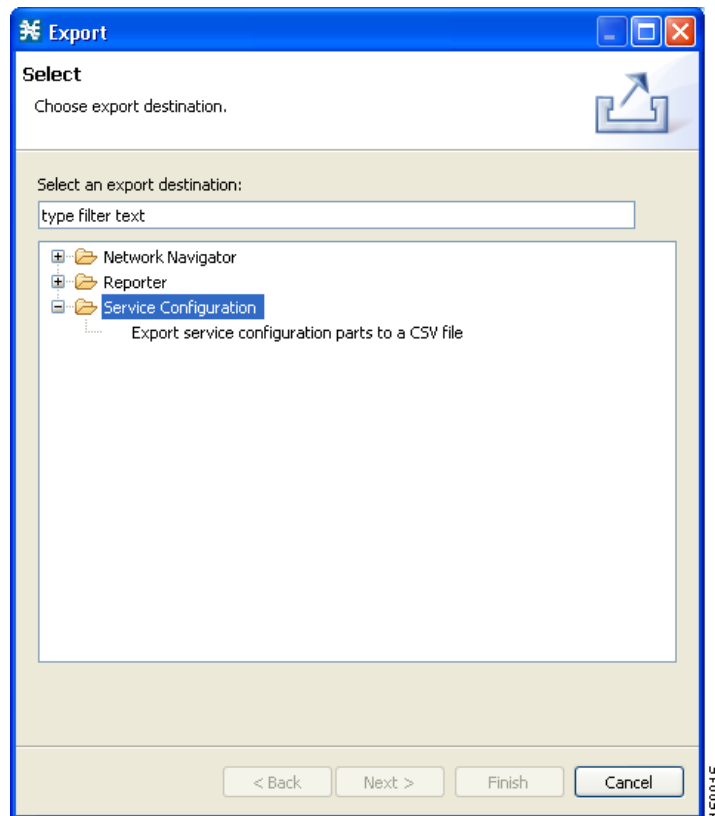 Export
Select
Choose export destination.
Select an export destination:
type filter text
Network Navigator
Reporter
Service Configuration
Export service configuration parts to a CSV file
< Back Next > Finish Cancel